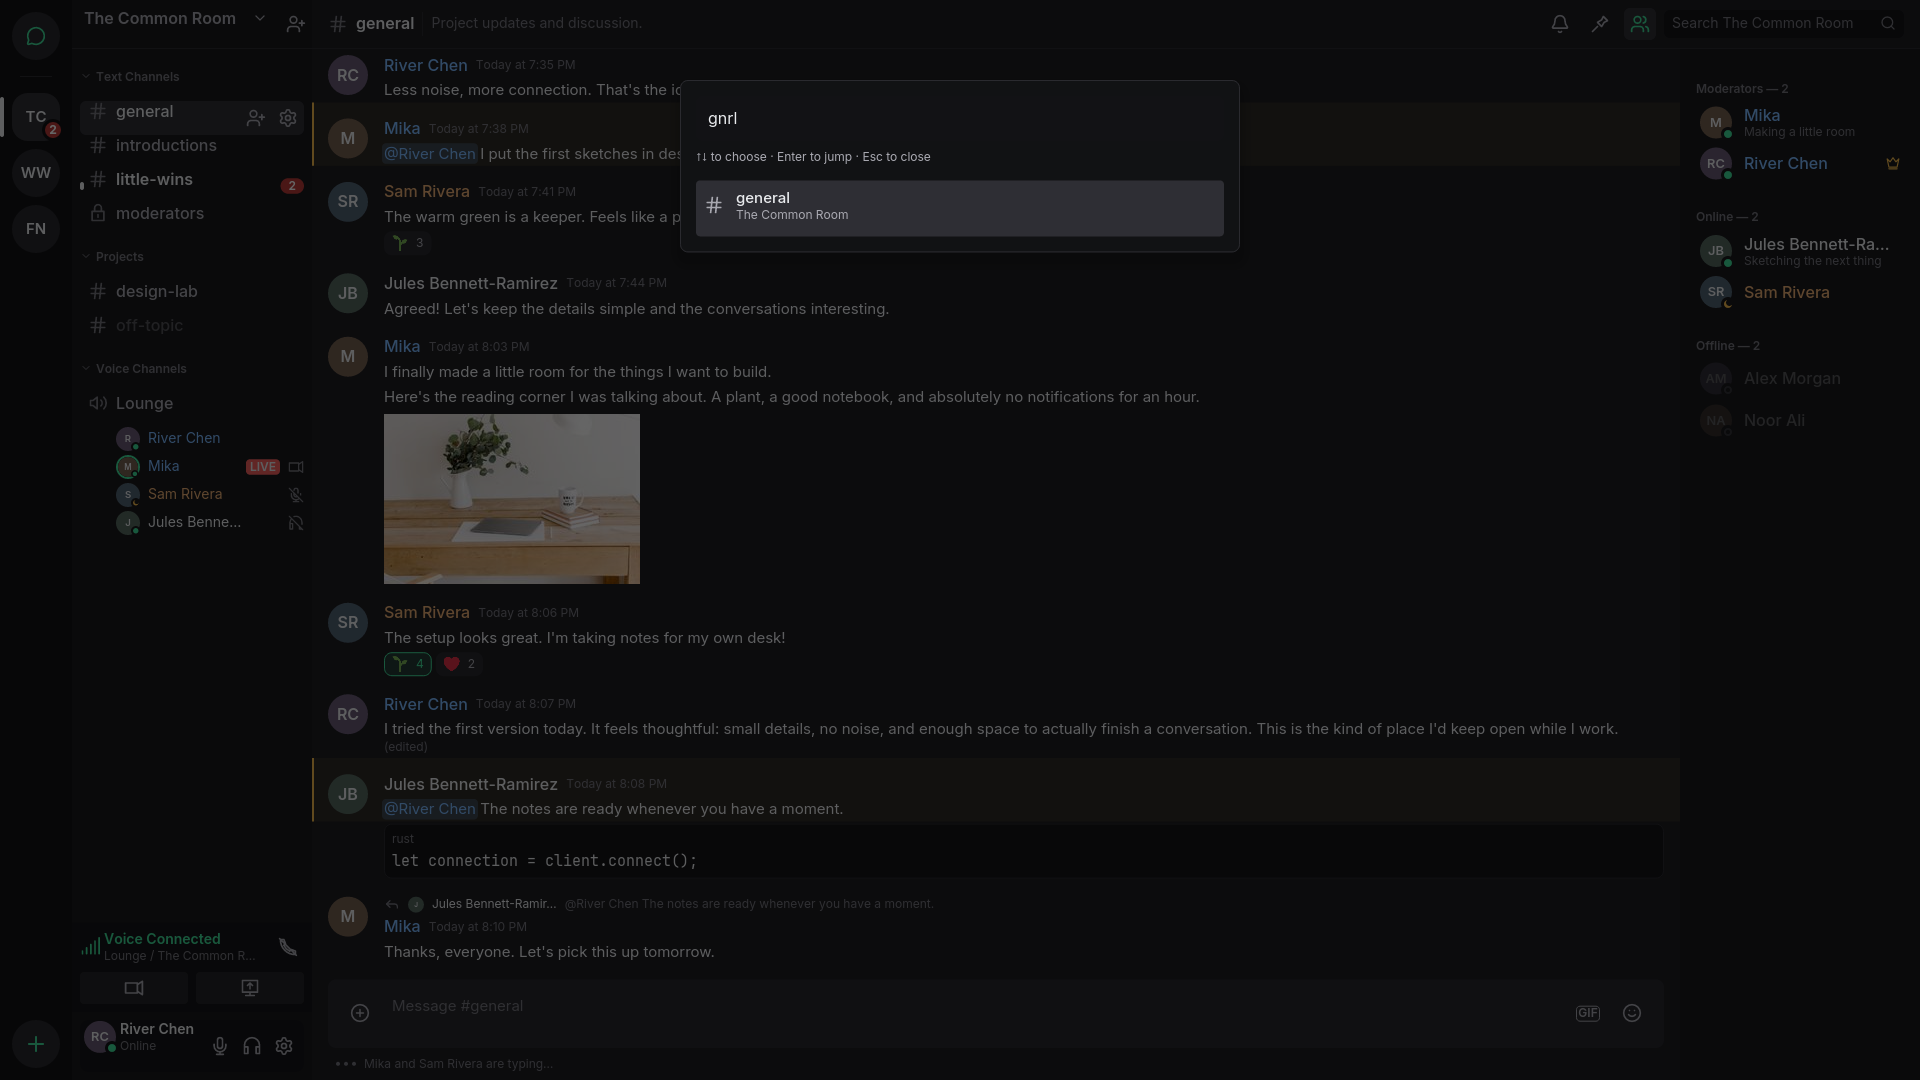 The Common Room
general
Project updates and discussion.
Search The Common Room
TC
2
WW
FN
Text Channels
general
introductions
little-wins
2
moderators
Projects
design-lab
off-topic
Voice Channels
Lounge
R
River Chen
M
Mika
LIVE
S
Sam Rivera
J
Jules Benne...
Voice Connected
Lounge / The Common R...
RC
River Chen
Online
RC
River Chen Today at 7:35 PM
Less noise, more connection. That's the
M
Mika Today at 7:38 PM
@River Chen I put the first sketches in
SR
Sam Rivera Today at 7:41 PM
The warm green is a keeper. Feels like a
3
gnrl
↑↓ to choose · Enter to jump · Esc to close
general
The Common Room
JB
Jules Bennett-Ramirez Today at 7:44 PM
Agreed! Let's keep the details simple and the conversations interesting.
M
Mika Today at 8:03 PM
I finally made a little room for the things I want to build.
Here's the reading corner I was talking about. A plant, a good notebook, and absolutely no notifications for an hour.
SR
Sam Rivera Today at 8:06 PM
The setup looks great. I'm taking notes for my own desk!
4
2
RC
River Chen Today at 8:07 PM
I tried the first version today. It feels thoughtful: small details, no noise, and enough space to actually finish a conversation. This is the kind of place I'd keep open while I work.
(edited)
JB
Jules Bennett-Ramirez Today at 8:08 PM
@River Chen The notes are ready whenever you have a moment.
rust
let connection = client.connect();
J
Jules Bennett-Ramir... @River Chen The notes are ready whenever you have a moment.
M
Mika Today at 8:10 PM
Thanks, everyone. Let's pick this up tomorrow.
Message #general
GIF
Mika and Sam Rivera are typing...
Moderators — 2
M
Mika
Making a little room
RC
River Chen
Online — 2
JB
Jules Bennett-Ra...
Sketching the next thing
SR
Sam Rivera
Offline — 2
AM
Alex Morgan
NA
Noor Ali